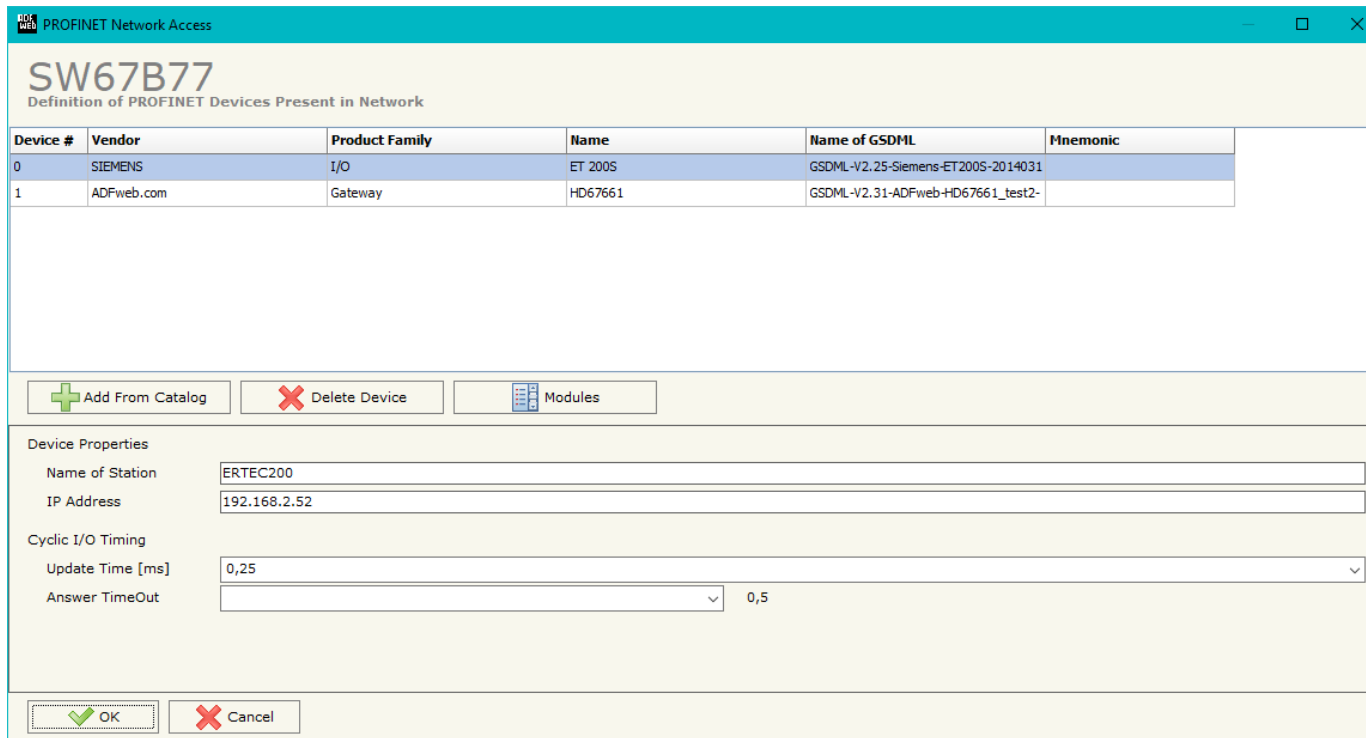 ADF WEB PROFINET Network Access
SW67B77
Definition of PROFINET Devices Present in Network
Device # Vendor Product Family Name Name of GSDML Mnemonic
0 SIEMENS I/O ET 200S GSDML-V2.25-Siemens-ET200S-2014031
1 ADFweb.com Gateway HD67661 GSDML-V2.31-ADFweb-HD67661_test2-
Add From Catalog Delete Device Modules
Device Properties
Name of Station ERTEC200
IP Address 192.168.2.52
Cyclic I/O Timing
Update Time [ms] 0,25
Answer TimeOut 0,5
OK Cancel